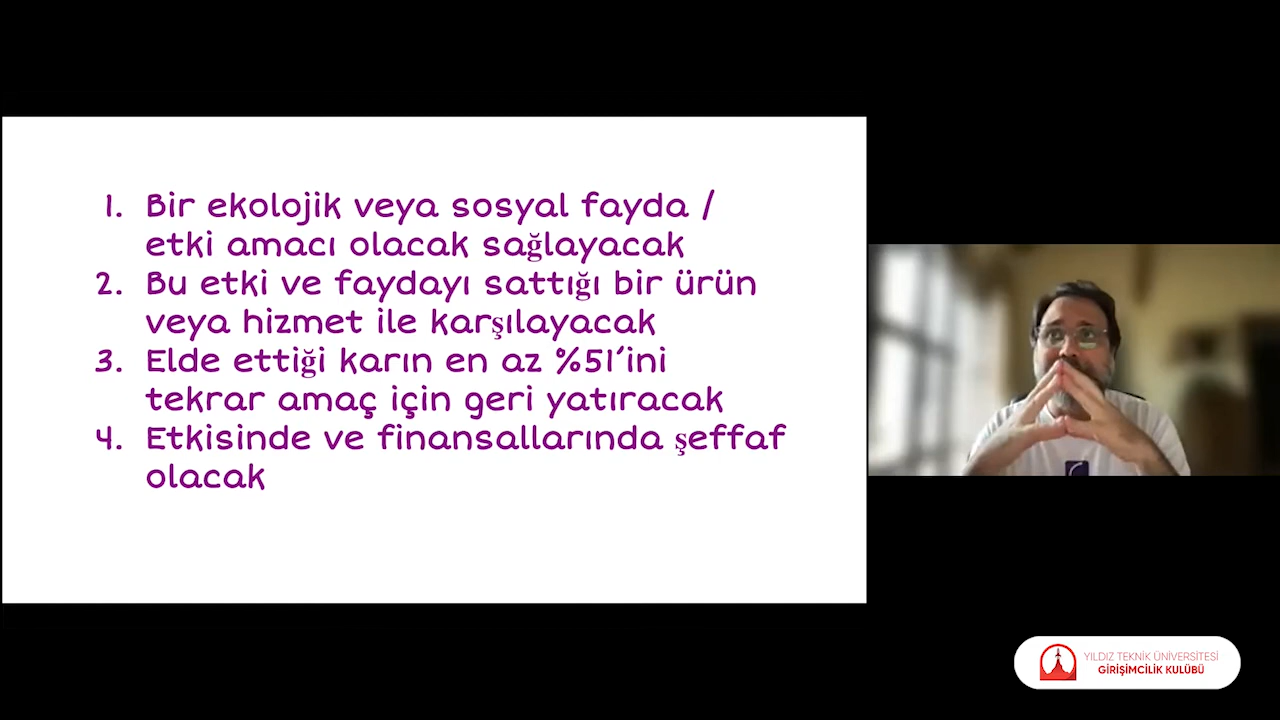 1. Bir ekolojik veya sosyal fayda /
etki amacı olacak sağlayacak
2. Bu etki ve faydayı sattığı bir ürün
veya hizmet ile karşılayacak
3. Elde ettiği karın en az %51'ini
tekrar amaç için geri yatıracak
4. Etkisinde ve finansallarında şeffaf
olacak
YILDIZ TEKNİK ÜNİVERSİTESİ
GİRİŞİMCİLİK KULÜBÜ